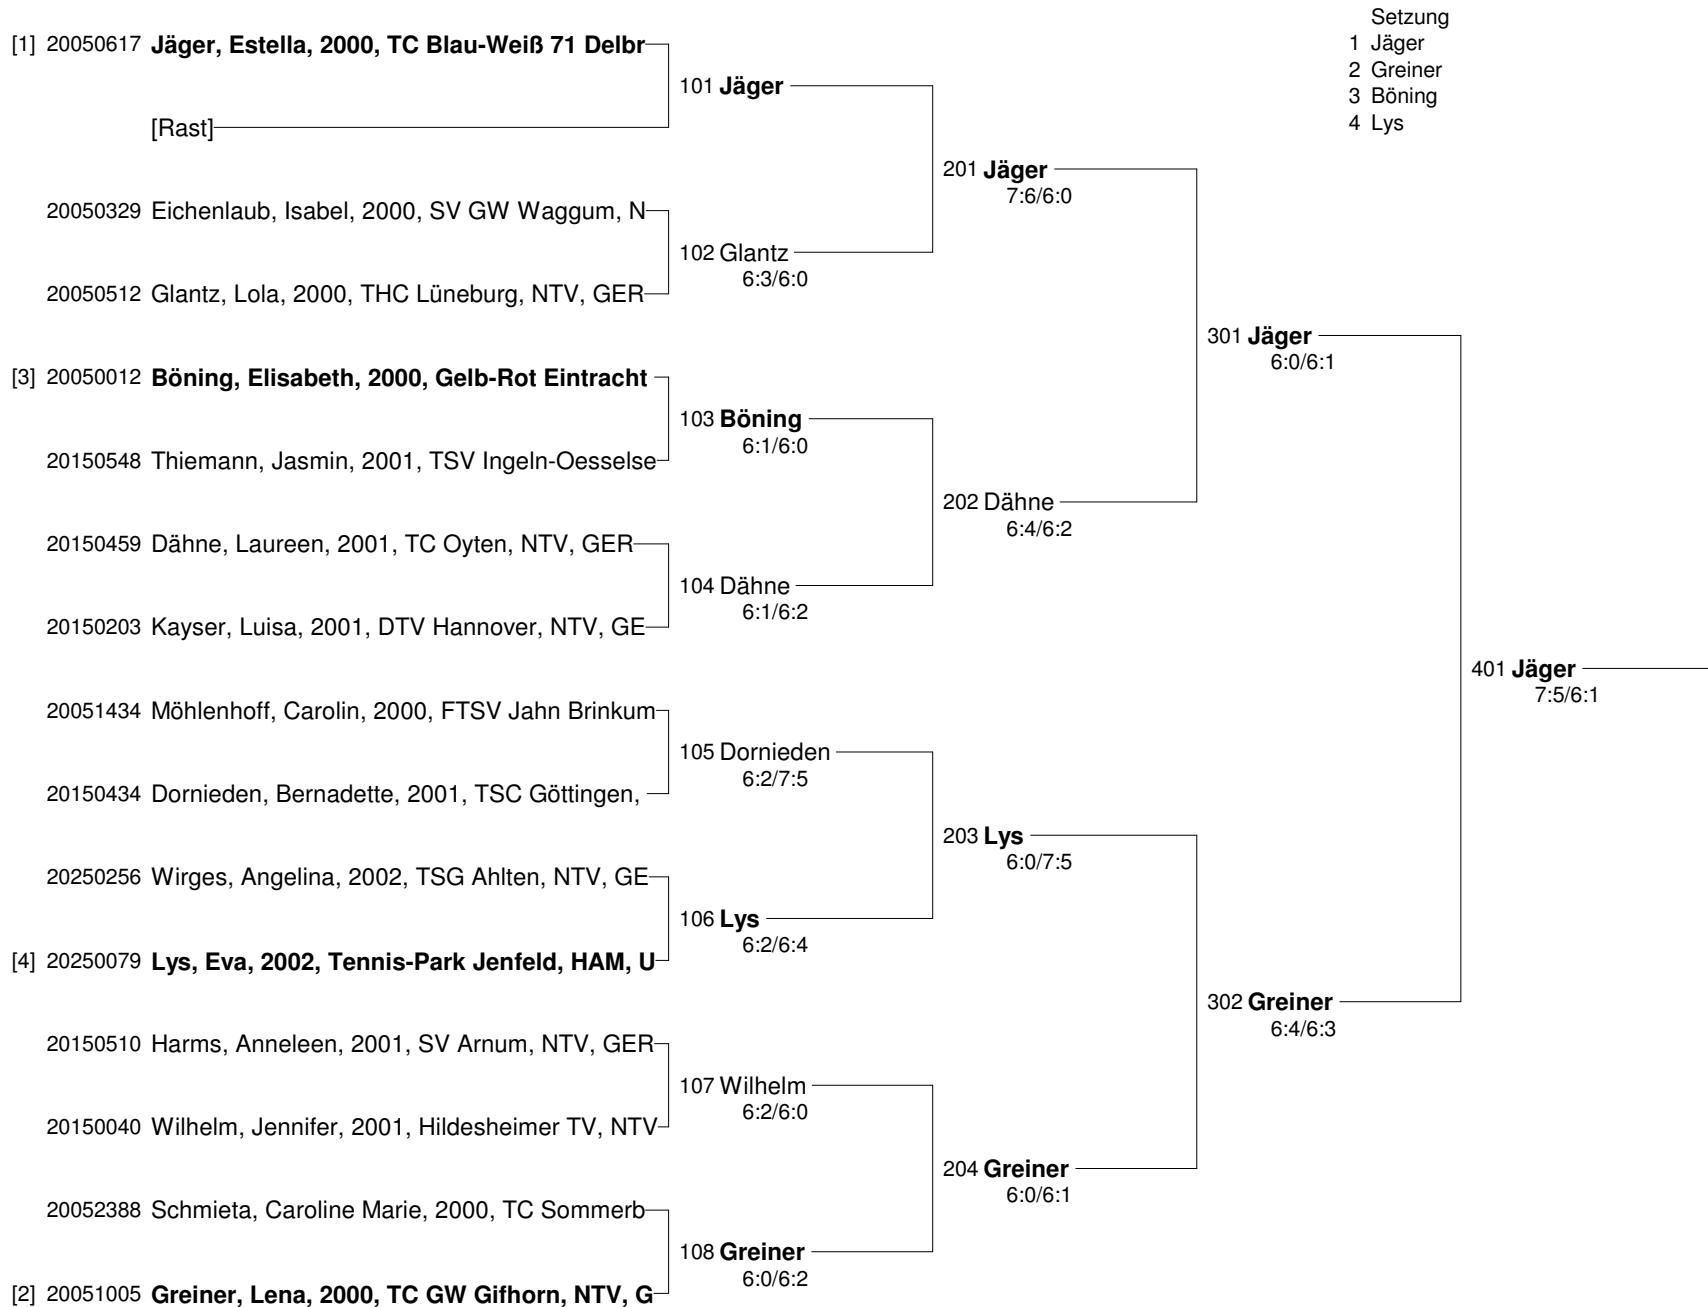 Setzung
1 Jäger
2 Greiner
3 Böning
4 Lys
[1] 20050617 Jäger, Estella, 2000, TC Blau-Weiß 71 Delbr
101 Jäger
[Rast]
201 Jäger
7:6/6:0
20050329 Eichenlaub, Isabel, 2000, SV GW Waggum, N
102 Glantz
6:3/6:0
20050512 Glantz, Lola, 2000, THC Lüneburg, NTV, GER
301 Jäger
6:0/6:1
[3] 20050012 Böning, Elisabeth, 2000, Gelb-Rot Eintracht
103 Böning
6:1/6:0
20150548 Thiemann, Jasmin, 2001, TSV Ingeln-Oesselse
202 Dähne
6:4/6:2
20150459 Dähne, Laureen, 2001, TC Oyten, NTV, GER
104 Dähne
6:1/6:2
20150203 Kayser, Luisa, 2001, DTV Hannover, NTV, GE
401 Jäger
7:5/6:1
20051434 Möhlenhoff, Carolin, 2000, FTSV Jahn Brinkum
105 Dornieden
6:2/7:5
20150434 Dornieden, Bernadette, 2001, TSC Göttingen,
203 Lys
6:0/7:5
20250256 Wirges, Angelina, 2002, TSG Ahlten, NTV, GE
106 Lys
6:2/6:4
[4] 20250079 Lys, Eva, 2002, Tennis-Park Jenfeld, HAM, U
302 Greiner
6:4/6:3
20150510 Harms, Anneleen, 2001, SV Arnum, NTV, GER
107 Wilhelm
6:2/6:0
20150040 Wilhelm, Jennifer, 2001, Hildesheimer TV, NTV
204 Greiner
6:0/6:1
20052388 Schmieta, Caroline Marie, 2000, TC Sommerb
108 Greiner
6:0/6:2
[2] 20051005 Greiner, Lena, 2000, TC GW Gifhorn, NTV, G